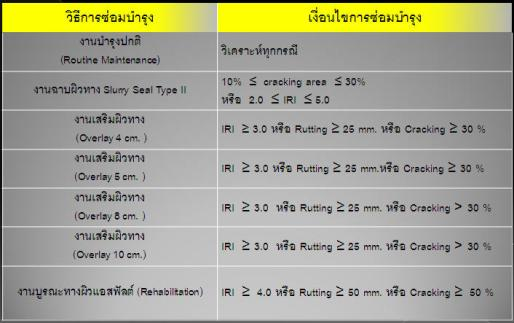 วิธีการซ่อมบำรุง
เงื่อนไขการซ่อมบำรุง
งานบำรุงปกติ
(Routine Maintenance)
วิเคราะห์ทุกกรณี
งานฉาบผิวทาง Slurry Seal Type II
10% ≤ cracking area ≤ 30%
หรือ 2.0 ≤ IRI ≤ 5.0
งานเสริมผิวทาง
(Overlay 4 cm. )
IRI ≥ 3.0 หรือ Rutting ≥ 25 mm. หรือ Cracking ≥ 30 %
งานเสริมผิวทาง
(Overlay 5 cm. )
IRI ≥ 3.0 หรือ Rutting ≥ 25 mm.หรือ Cracking ≥ 30 %
งานเสริมผิวทาง
(Overlay 8 cm. )
IRI ≥ 3.0 หรือ Rutting ≥ 25 mm. หรือ Cracking > 30 %
งานเสริมผิวทาง
(Overlay 10 cm.)
IRI ≥ 3.0 หรือ Rutting ≥ 25 mm. หรือ Cracking > 30 %
งานบูรณะทางผิวแอสฟัลต์ (Rehabilitation)
IRI ≥ 4.0 หรือ Rutting ≥ 50 mm. หรือ Cracking ≥ 50 %